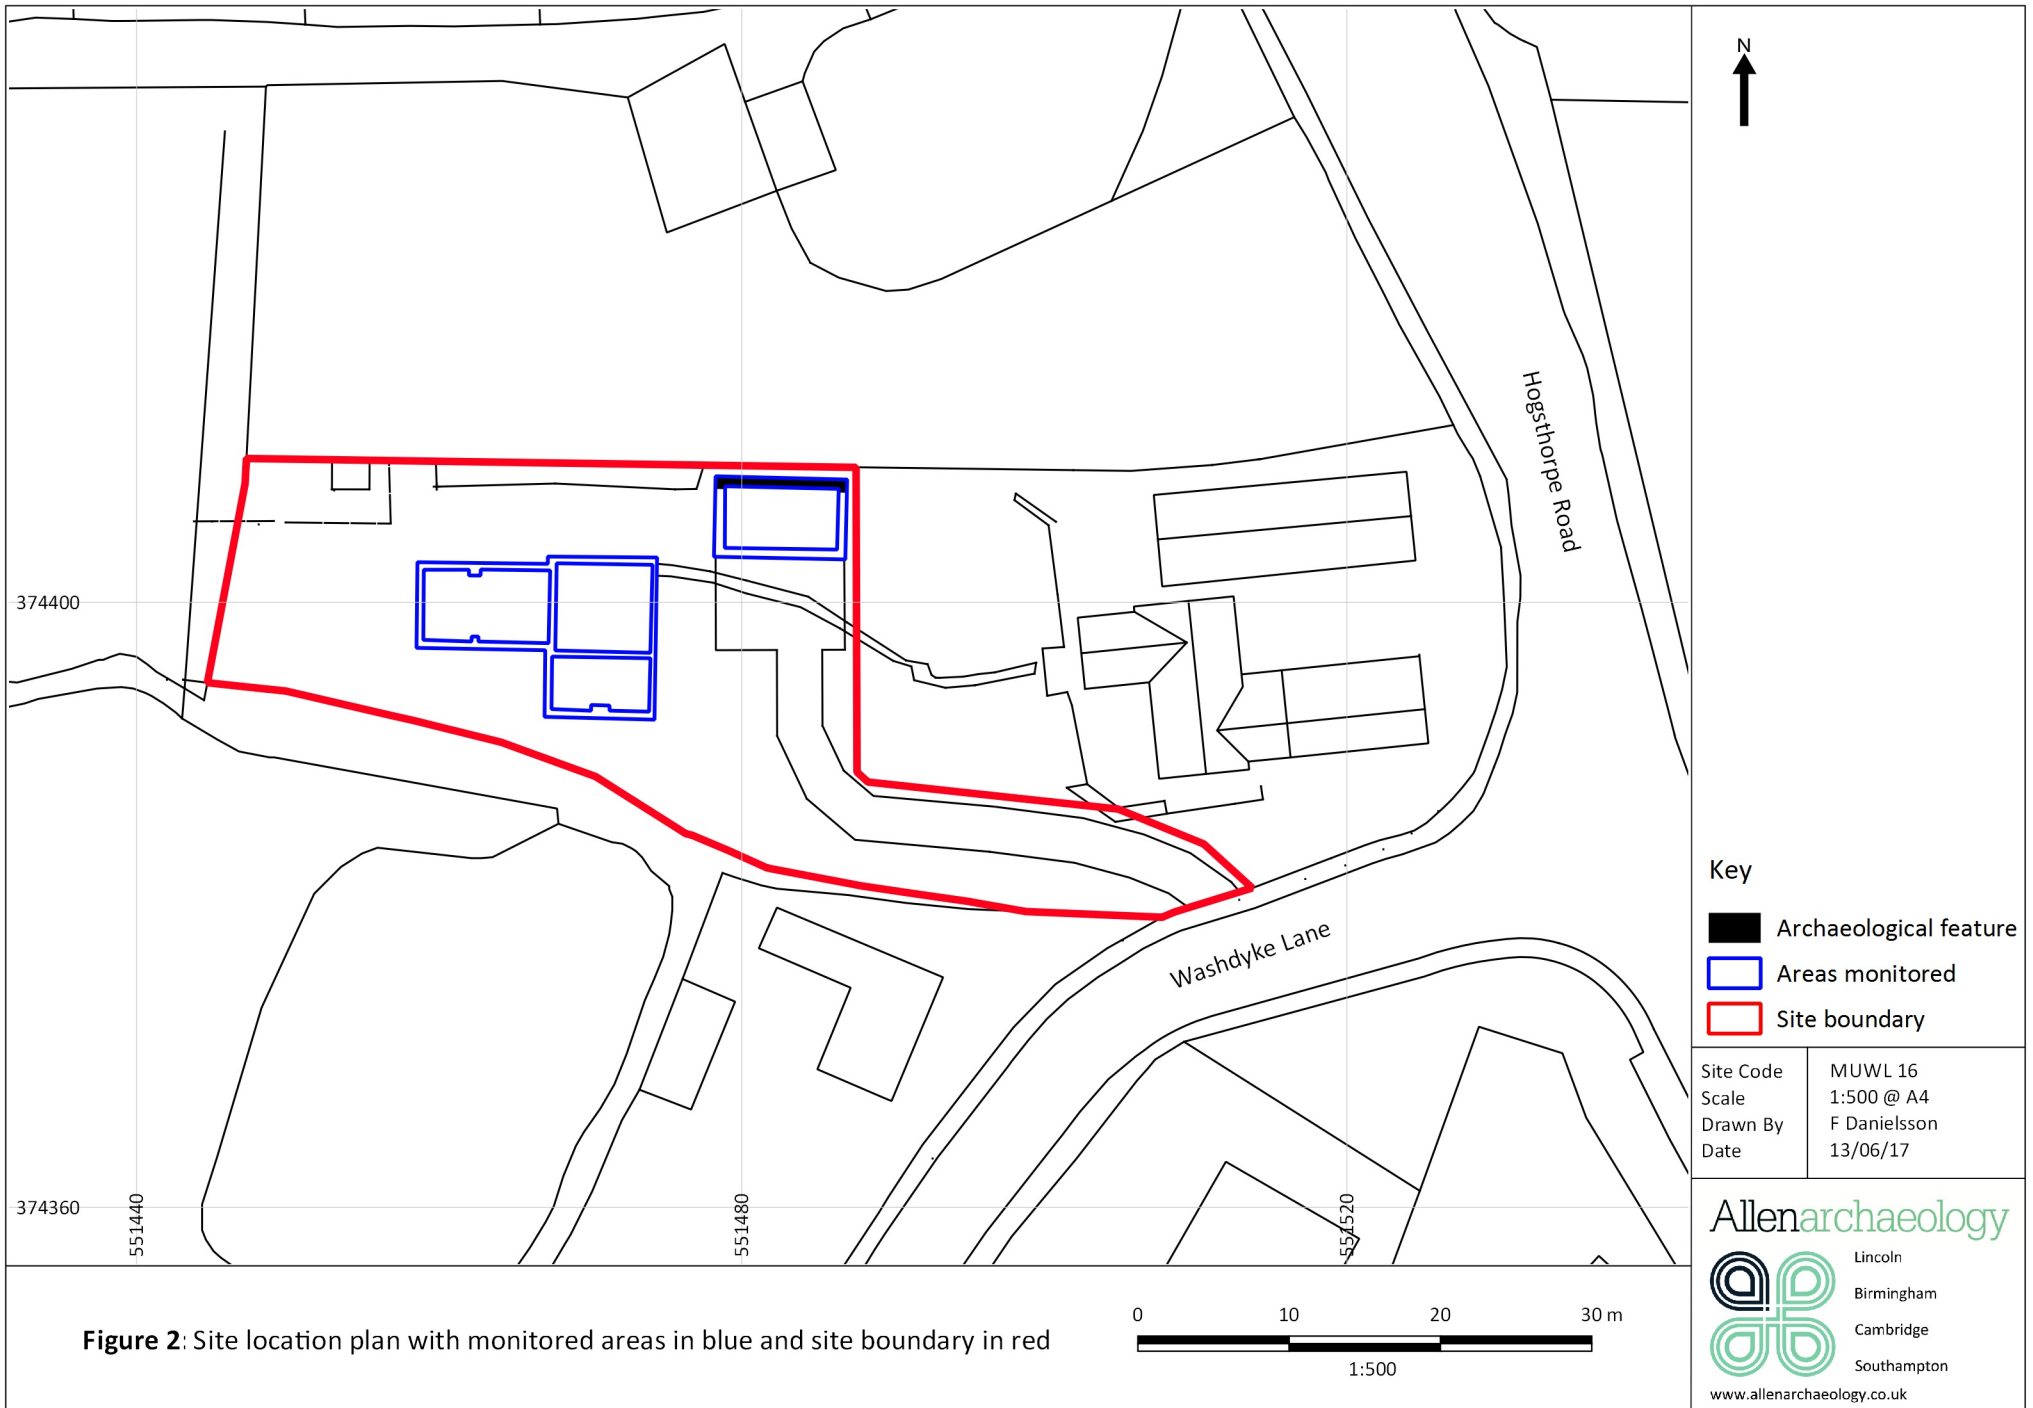 N
Hogsthorpe Road
374400
Washdyke Lane
374360
551440
551480
551520
Key
Archaeological feature
Areas monitored
Site boundary
Site Code MUWL 16
Scale 1:500 @ A4
Drawn By F Danielsson
Date 13/06/17
Allenarchaeology
Lincoln
Birmingham
Cambridge
Southampton
www.allenarchaeology.co.uk
Figure 2: Site location plan with monitored areas in blue and site boundary in red
0 10 20 30 m
1:500